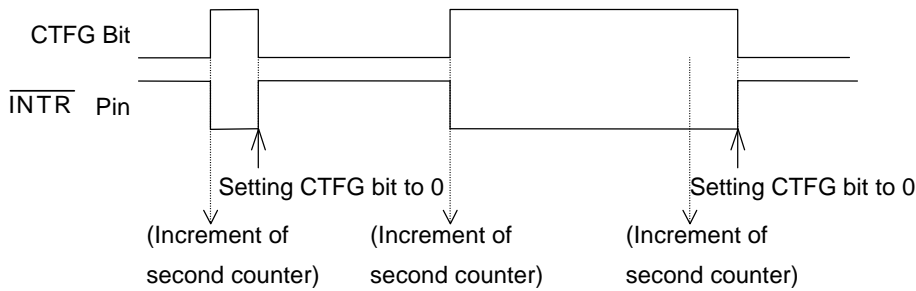 CTFG Bit
INTR Pin
Setting CTFG bit to 0 Setting CTFG bit to 0
(Increment of (Increment of (Increment of
second counter) second counter) second counter)